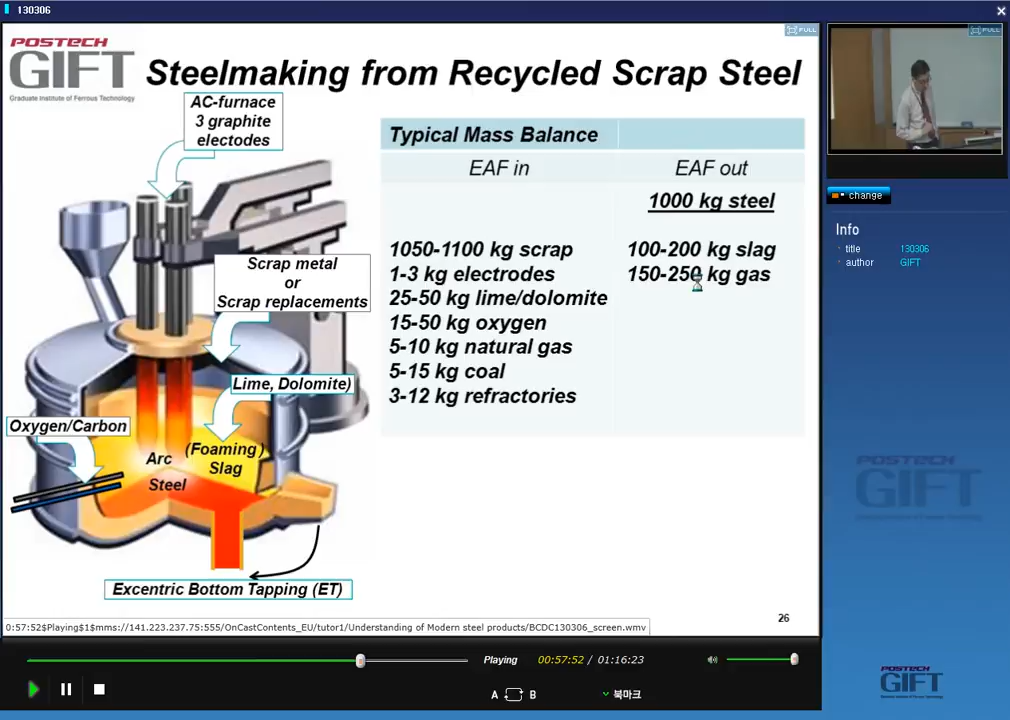 130306
POSTECH
GIFT
Graduate Institute of Ferrous Technology
Steelmaking from Recycled Scrap Steel
FULL
AC-furnace
3 graphite
electodes
Scrap metal
or
Scrap replacements
Lime, Dolomite)
Oxygen/Carbon
Arc
(Foaming)
Slag
Steel
Excentric Bottom Tapping (ET)
Typical Mass Balance
EAF in
EAF out
1000 kg steel
1050-1100 kg scrap
100-200 kg slag
1-3 kg electrodes
150-250 kg gas
25-50 kg lime/dolomite
15-50 kg oxygen
5-10 kg natural gas
5-15 kg coal
3-12 kg refractories
26
0:57:52$Playing$1$mms://141.223.237.75:555/OnCastContents_EU/tutor1/Understanding of Modern steel products/BCDC130306_screen.wmv
FULL
change
Info
title 130306
author GIFT
POSTECH
GIFT
Playing 00:57:52 / 01:16:23
A B
북마크
POSTECH
GIFT